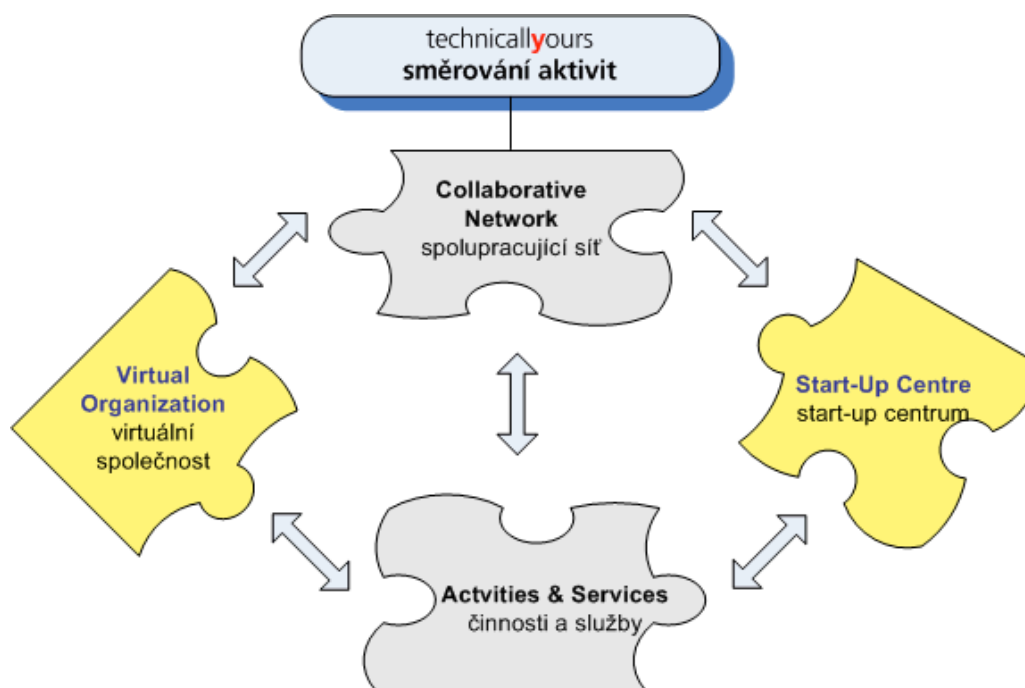 technicallyours
směrování aktivit
Collaborative
Network
spolupracující síť
Virtual
Organization
virtuální
společnost
Start-Up Centre
start-up centrum
Actvities & Services
činnosti a služby